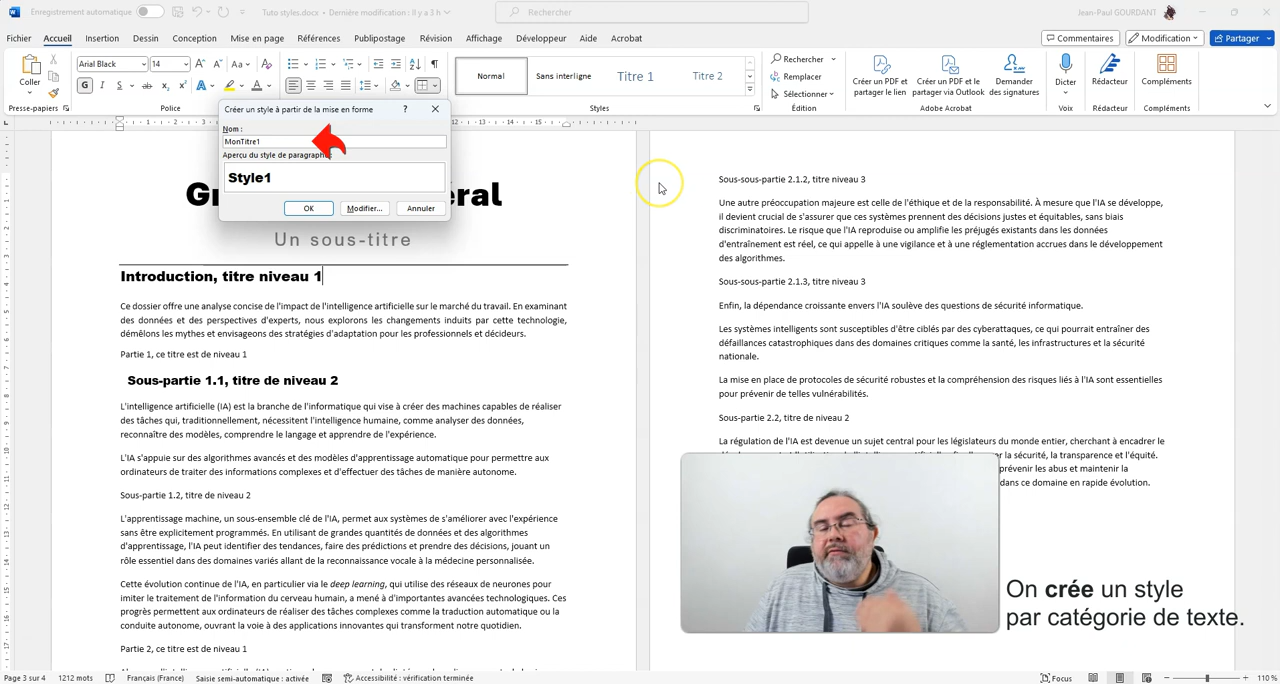 Enregistrement automatique
Tuto styles.docx • Dernière modification : Il y a 3 h
Rechercher
Jean-Paul GOURDANT
Fichier Accueil Insertion Dessin Conception Mise en page Références Publipostage Révision Affichage Développeur Aide Acrobat
Commentaires Modification Partager
Arial Black 14
Normal Sans interligne Titre 1 Titre 2
Rechercher
Remplacer
Sélectionner
Coller
Créer un PDF et partager le lien
Créer un PDF et le partager via Outlook
Demander des signatures
Dicter
Rédacteur
Compléments
Presse-papiers Police Styles Édition Adobe Acrobat Voix Rédacteur Compléments
Créer un style à partir de la mise en forme ?
Nom :
MonTitre1
Aperçu du style de paragraphe
Style1
OK Modifier... Annuler
Un sous-titre
Introduction, titre niveau 1
Ce dossier offre une analyse concise de l'impact de l'intelligence artificielle sur le marché du travail. En examinant
des données et des perspectives d'experts, nous explorons les changements induits par cette technologie,
démêlons les mythes et envisageons des stratégies d'adaptation pour les professionnels et décideurs.
Partie 1, ce titre est de niveau 1
Sous-partie 1.1, titre de niveau 2
L'intelligence artificielle (IA) est la branche de l'informatique qui vise à créer des machines capables de réaliser
des tâches qui, traditionnellement, nécessitent l'intelligence humaine, comme analyser des données,
reconnaître des modèles, comprendre le langage et apprendre de l'expérience.
L'IA s'appuie sur des algorithmes avancés et des modèles d'apprentissage automatique pour permettre aux
ordinateurs de traiter des informations complexes et d'effectuer des tâches de manière autonome.
Sous-partie 1.2, titre de niveau 2
L'apprentissage machine, un sous-ensemble clé de l'IA, permet aux systèmes de s'améliorer avec l'expérience
sans être explicitement programmés. En utilisant de grandes quantités de données et des algorithmes
d'apprentissage, l'IA peut identifier des tendances, faire des prédictions et prendre des décisions, jouant un
rôle essentiel dans des domaines variés allant de la reconnaissance vocale à la médecine personnalisée.
Cette évolution continue de l'IA, en particulier via le deep learning, qui utilise des réseaux de neurones pour
imiter le traitement de l'information du cerveau humain, a mené à d'importantes avancées technologiques. Ces
progrès permettent aux ordinateurs de réaliser des tâches complexes comme la traduction automatique ou la
conduite autonome, ouvrant la voie à des applications innovantes qui transforment notre quotidien.
Partie 2, ce titre est de niveau 1
Sous-sous-partie 2.1.2, titre niveau 3
Une autre préoccupation majeure est celle de l'éthique et de la responsabilité. À mesure que l'IA se développe,
il devient crucial de s'assurer que ces systèmes prennent des décisions justes et équitables, sans biais
discriminatoires. Le risque que l'IA reproduise ou amplifie les préjugés existants dans les données
d'entraînement est réel, ce qui appelle à une vigilance et à une réglementation accrues dans le développement
des algorithmes.
Sous-sous-partie 2.1.3, titre niveau 3
Enfin, la dépendance croissante envers l'IA soulève des questions de sécurité informatique.
Les systèmes intelligents sont susceptibles d'être ciblés par des cyberattaques, ce qui pourrait entraîner des
défaillances catastrophiques dans des domaines critiques comme la santé, les infrastructures et la sécurité
nationale.
La mise en place de protocoles de sécurité robustes et la compréhension des risques liés à l'IA sont essentielles
pour prévenir de telles vulnérabilités.
Sous-partie 2.2, titre de niveau 2
La régulation de l'IA est devenue un sujet central pour les législateurs du monde entier, cherchant à encadrer le
la sécurité, la transparence et l'équité.
prévenir les abus et maintenir la
dans ce domaine en rapide évolution.
On crée un style
par catégorie de texte.
Page 3 sur 4 1212 mots Français (France) Saisie semi-automatique : activée Accessibilité : vérification terminée Focus 110 %